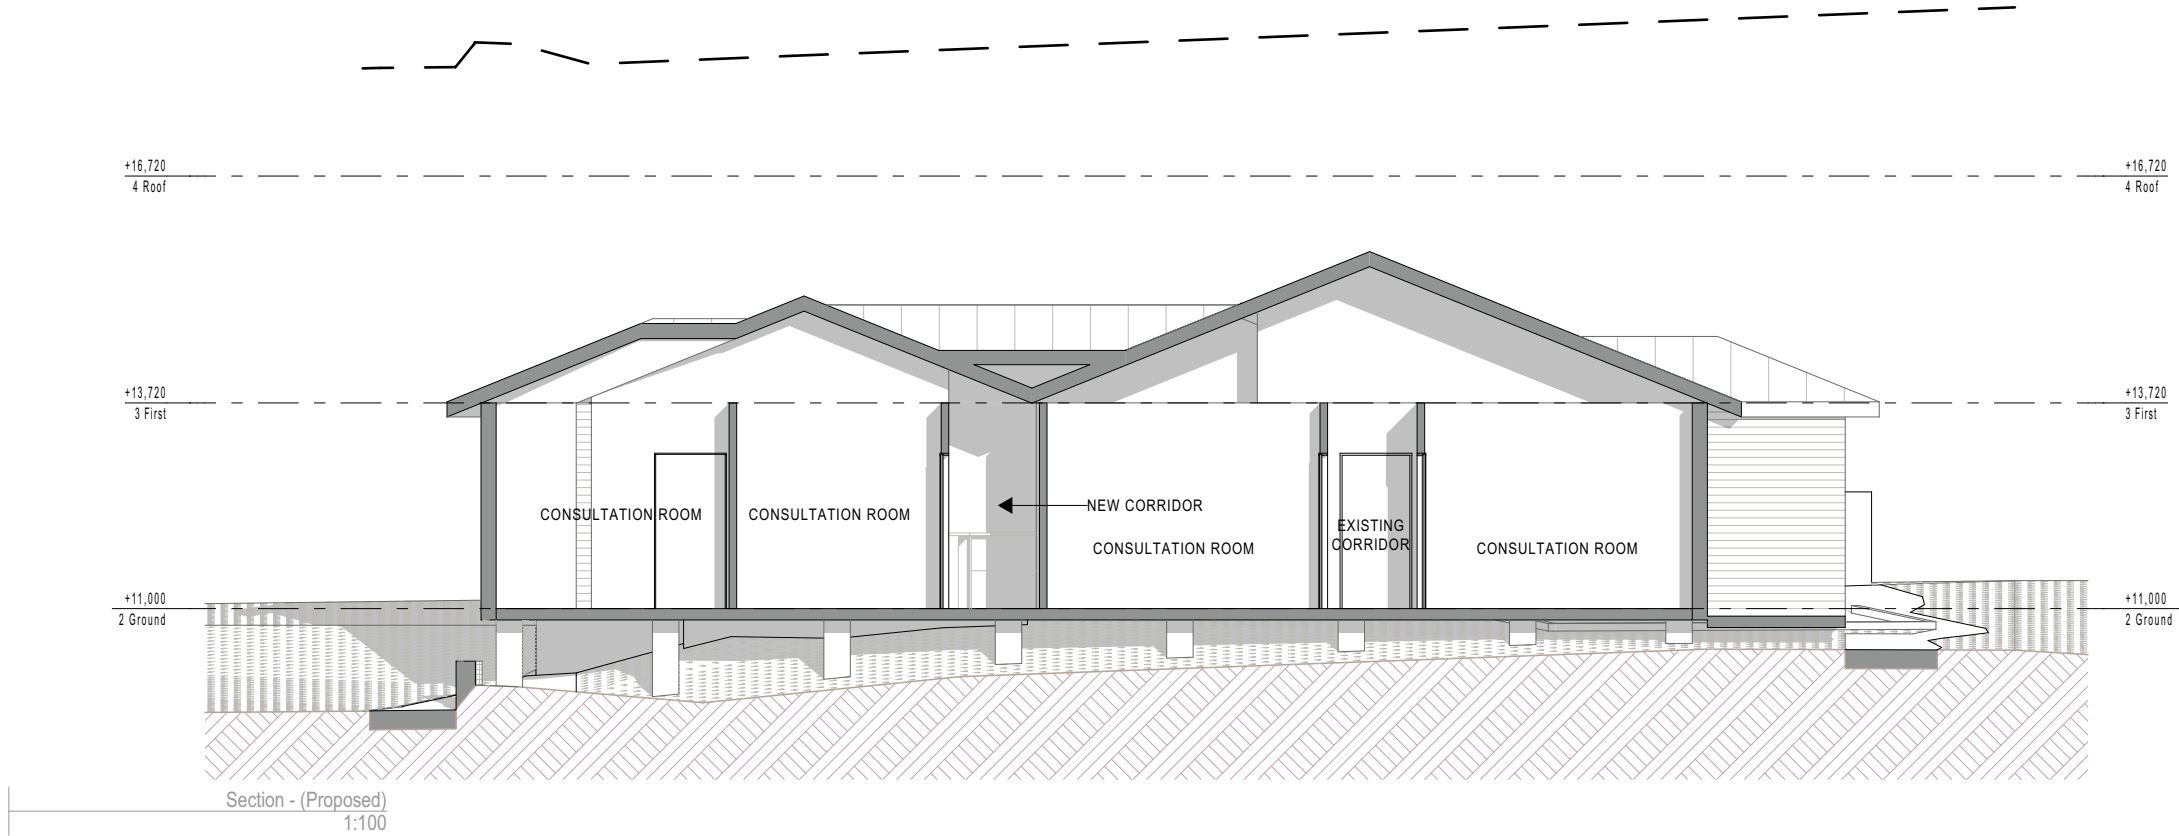 +16,720
4 Roof
+16,720
4 Roof
+13,720
3 First
+13,720
3 First
CONSULTATION ROOM
CONSULTATION ROOM
NEW CORRIDOR
CONSULTATION ROOM
EXISTING
CORRIDOR
CONSULTATION ROOM
+11,000
2 Ground
+11,000
2 Ground
Section - (Proposed)
1:100